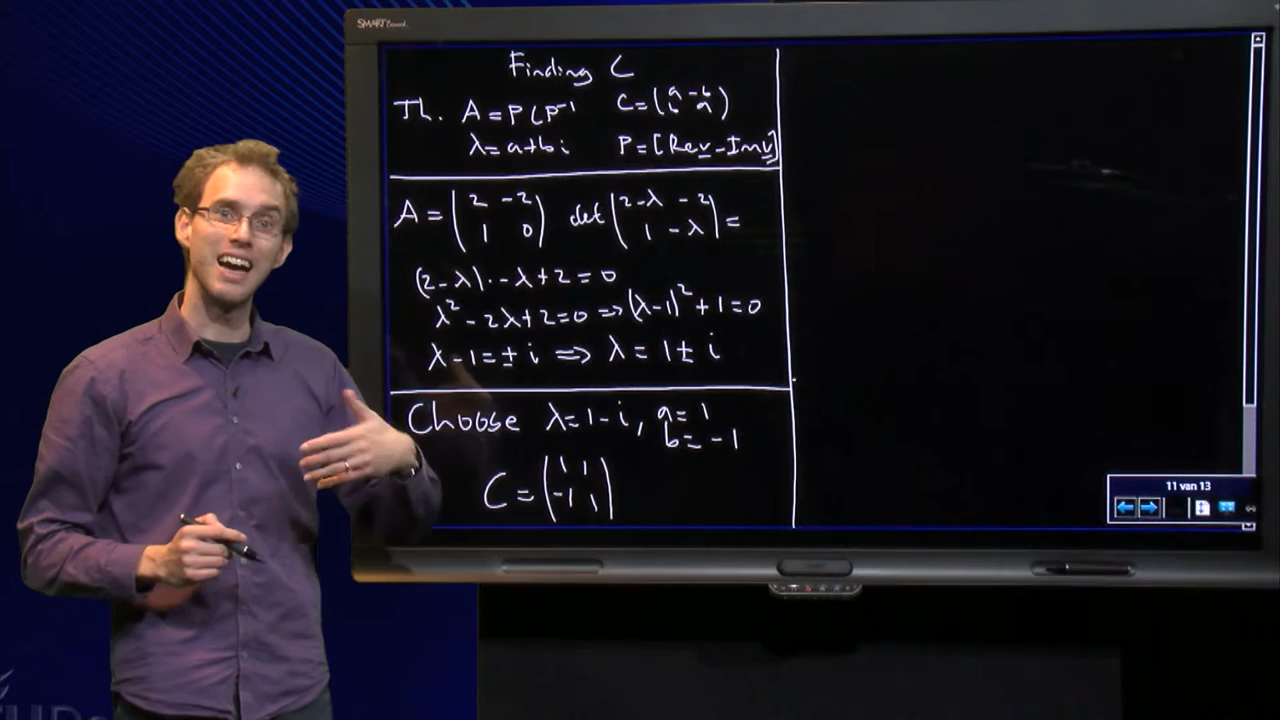 SMART Board
Finding C
Th. A = PCP⁻¹ C = (a -b
b a)
λ = a+bi P = [Re v - Im v]
A = (2 -2
1 0) det (2-λ -2
1 -λ) =
(2-λ)·-λ+2=0
λ²-2λ+2=0 ⇒ (λ-1)²+1=0
λ-1=± i ⇒ λ = 1± i
Choose λ=1-i, a=1
b=-1
C = (1 1
-1 1)
11 van 13